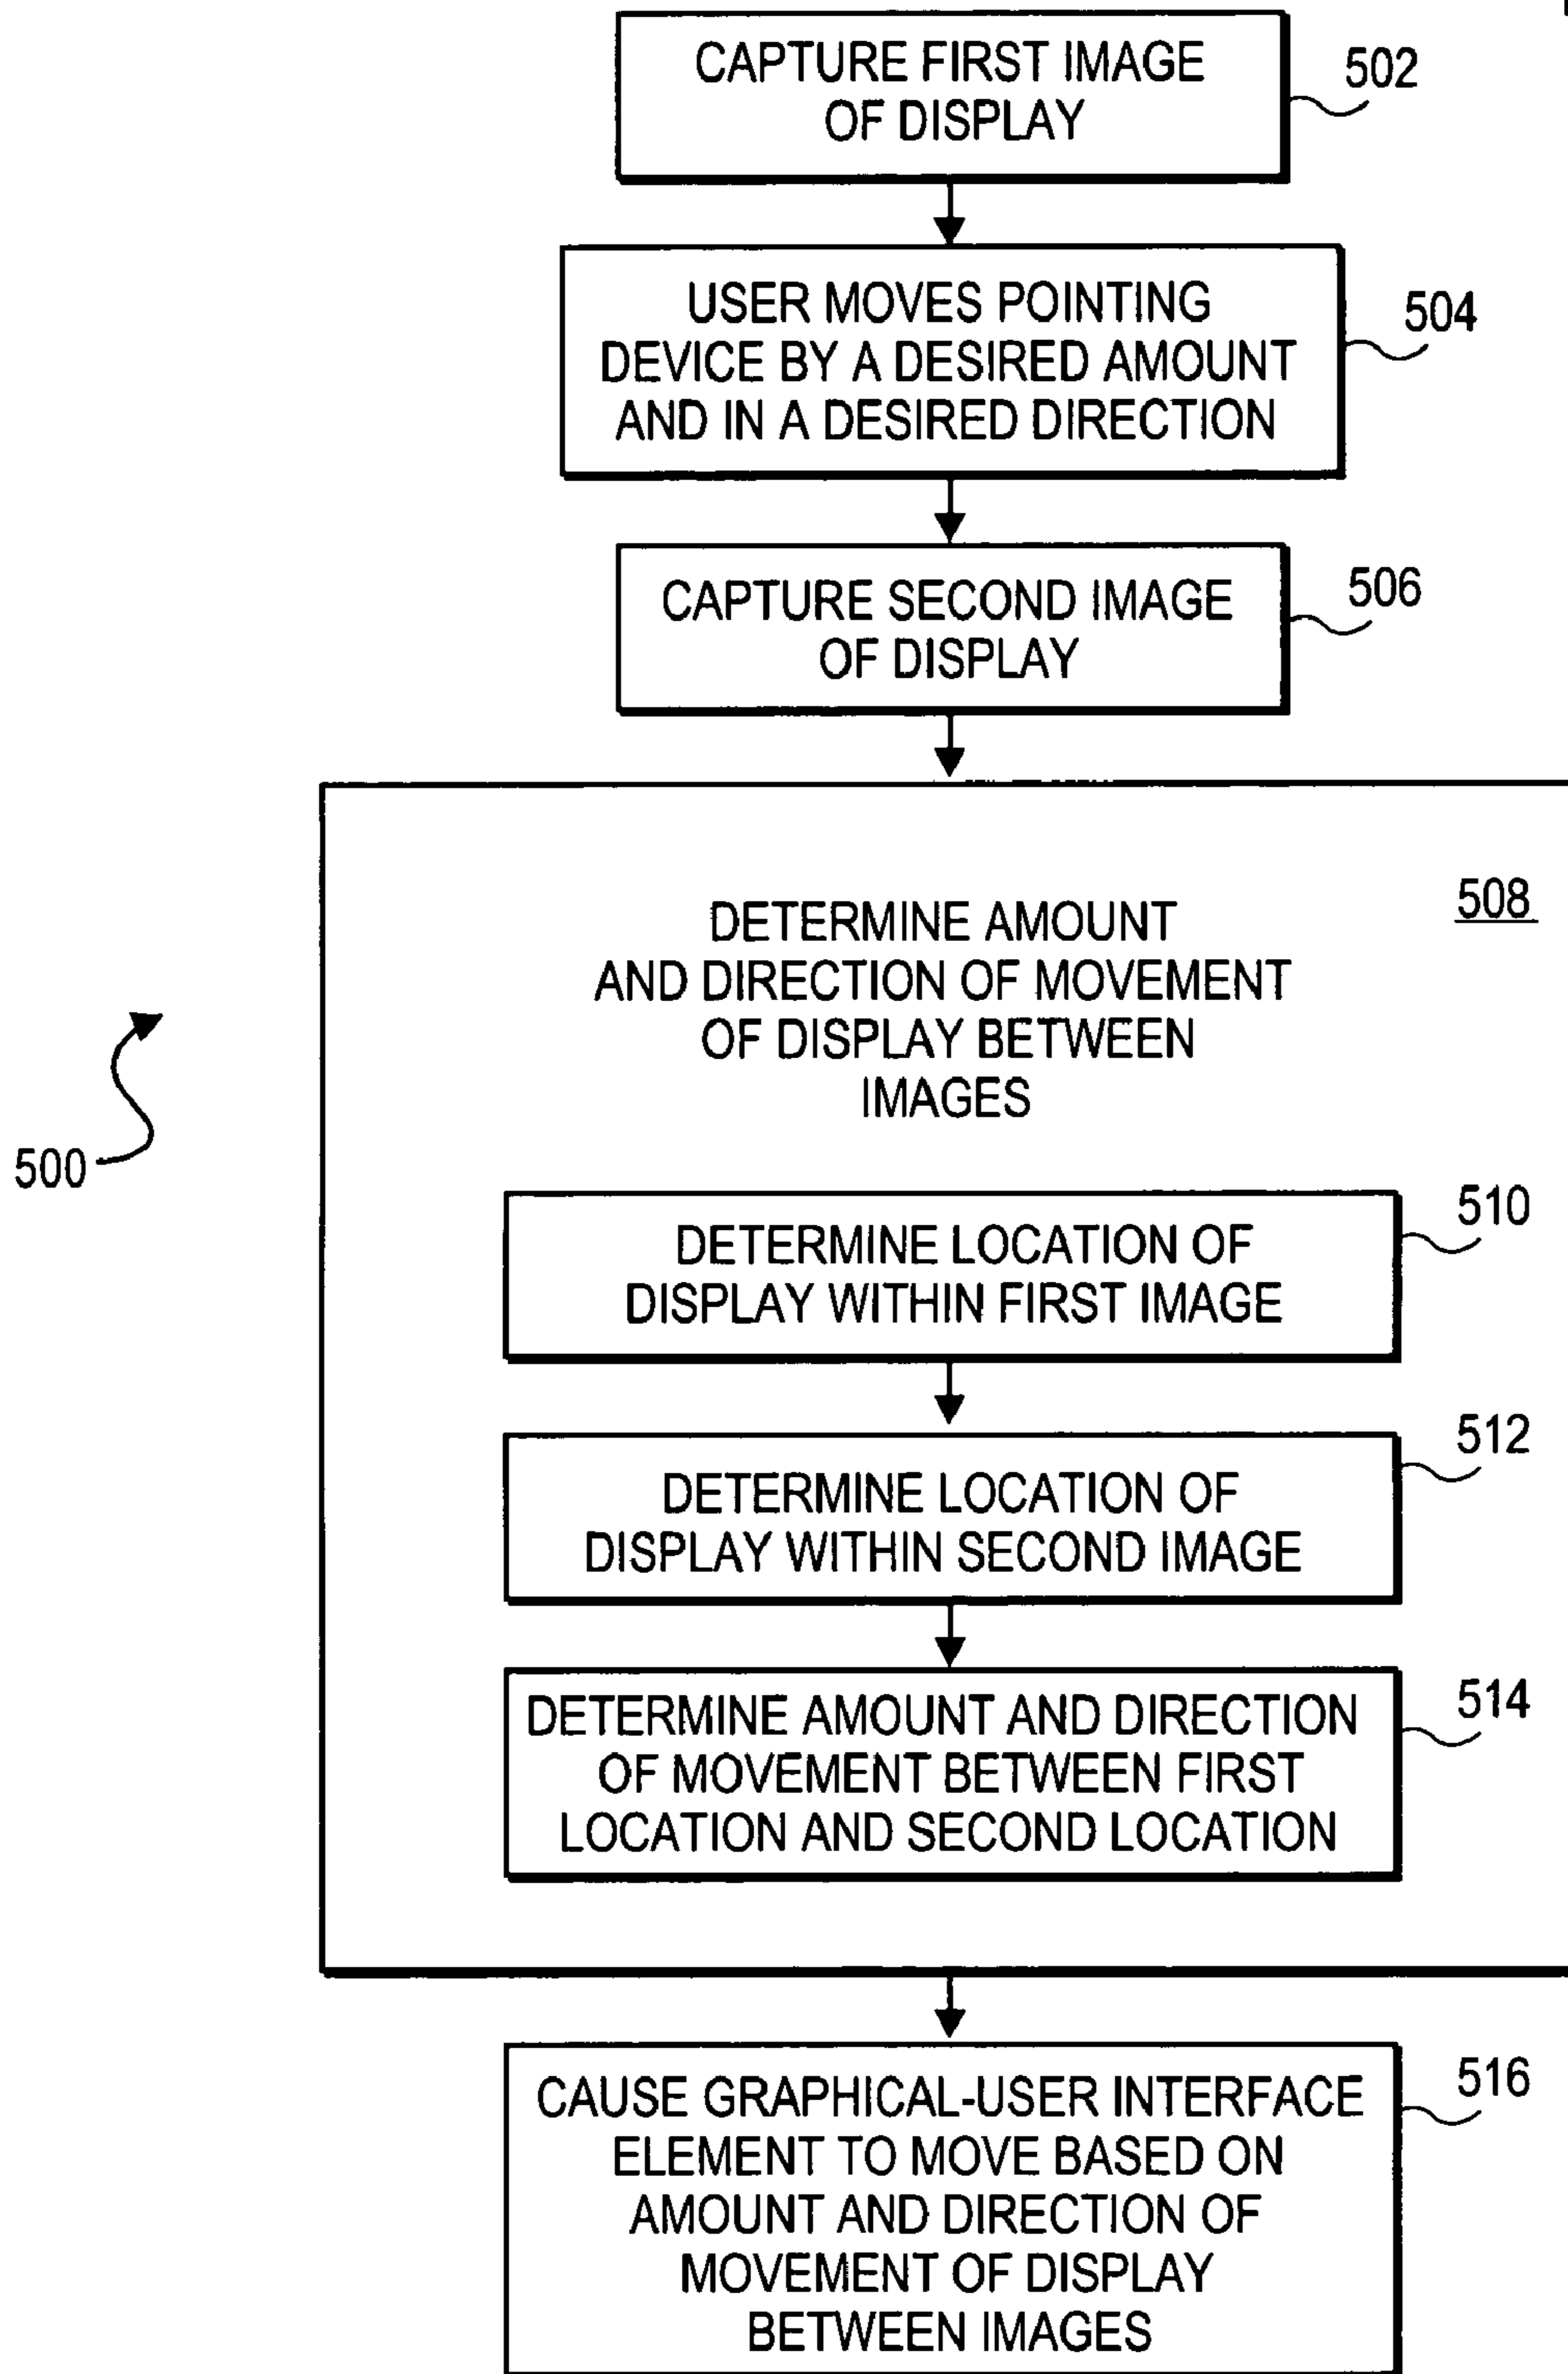 CAPTURE FIRST IMAGE
OF DISPLAY
502
USER MOVES POINTING
DEVICE BY A DESIRED AMOUNT
AND IN A DESIRED DIRECTION
504
CAPTURE SECOND IMAGE
OF DISPLAY
506
508
DETERMINE AMOUNT
AND DIRECTION OF MOVEMENT
OF DISPLAY BETWEEN
IMAGES
500
DETERMINE LOCATION OF
DISPLAY WITHIN FIRST IMAGE
510
DETERMINE LOCATION OF
DISPLAY WITHIN SECOND IMAGE
512
DETERMINE AMOUNT AND DIRECTION
OF MOVEMENT BETWEEN FIRST
LOCATION AND SECOND LOCATION
514
CAUSE GRAPHICAL-USER INTERFACE
ELEMENT TO MOVE BASED ON
AMOUNT AND DIRECTION OF
MOVEMENT OF DISPLAY
BETWEEN IMAGES
516